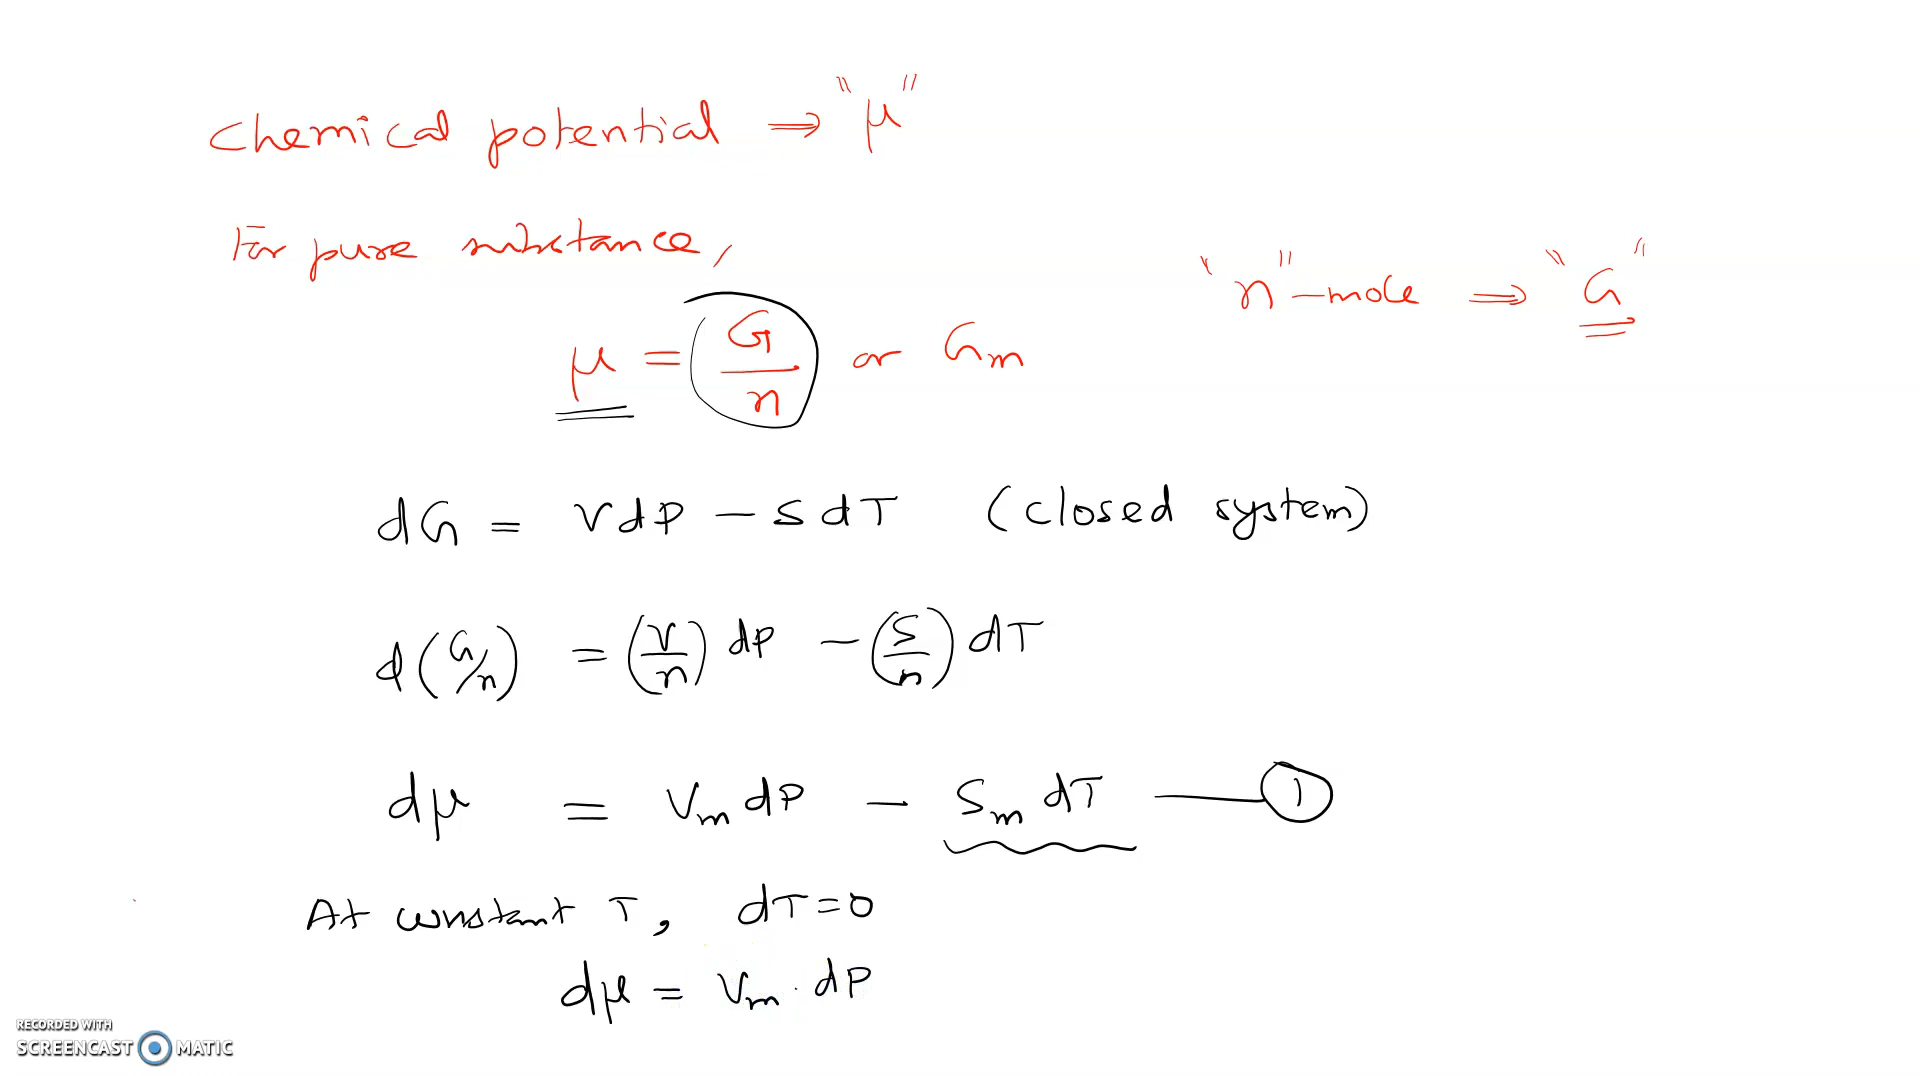 Chemical potential ⇒ "μ"
For pure substance,
"n"-mole ⇒ "G"
μ = G/n or Gm
dG = VdP - SdT (closed system)
d(G/n) = (V/n) dP - (S/n) dT
dμ = Vm dP - Sm dT — 1
At constant T, dT=0
dμ = Vm . dP
RECORDED WITH
SCREENCAST MATIC